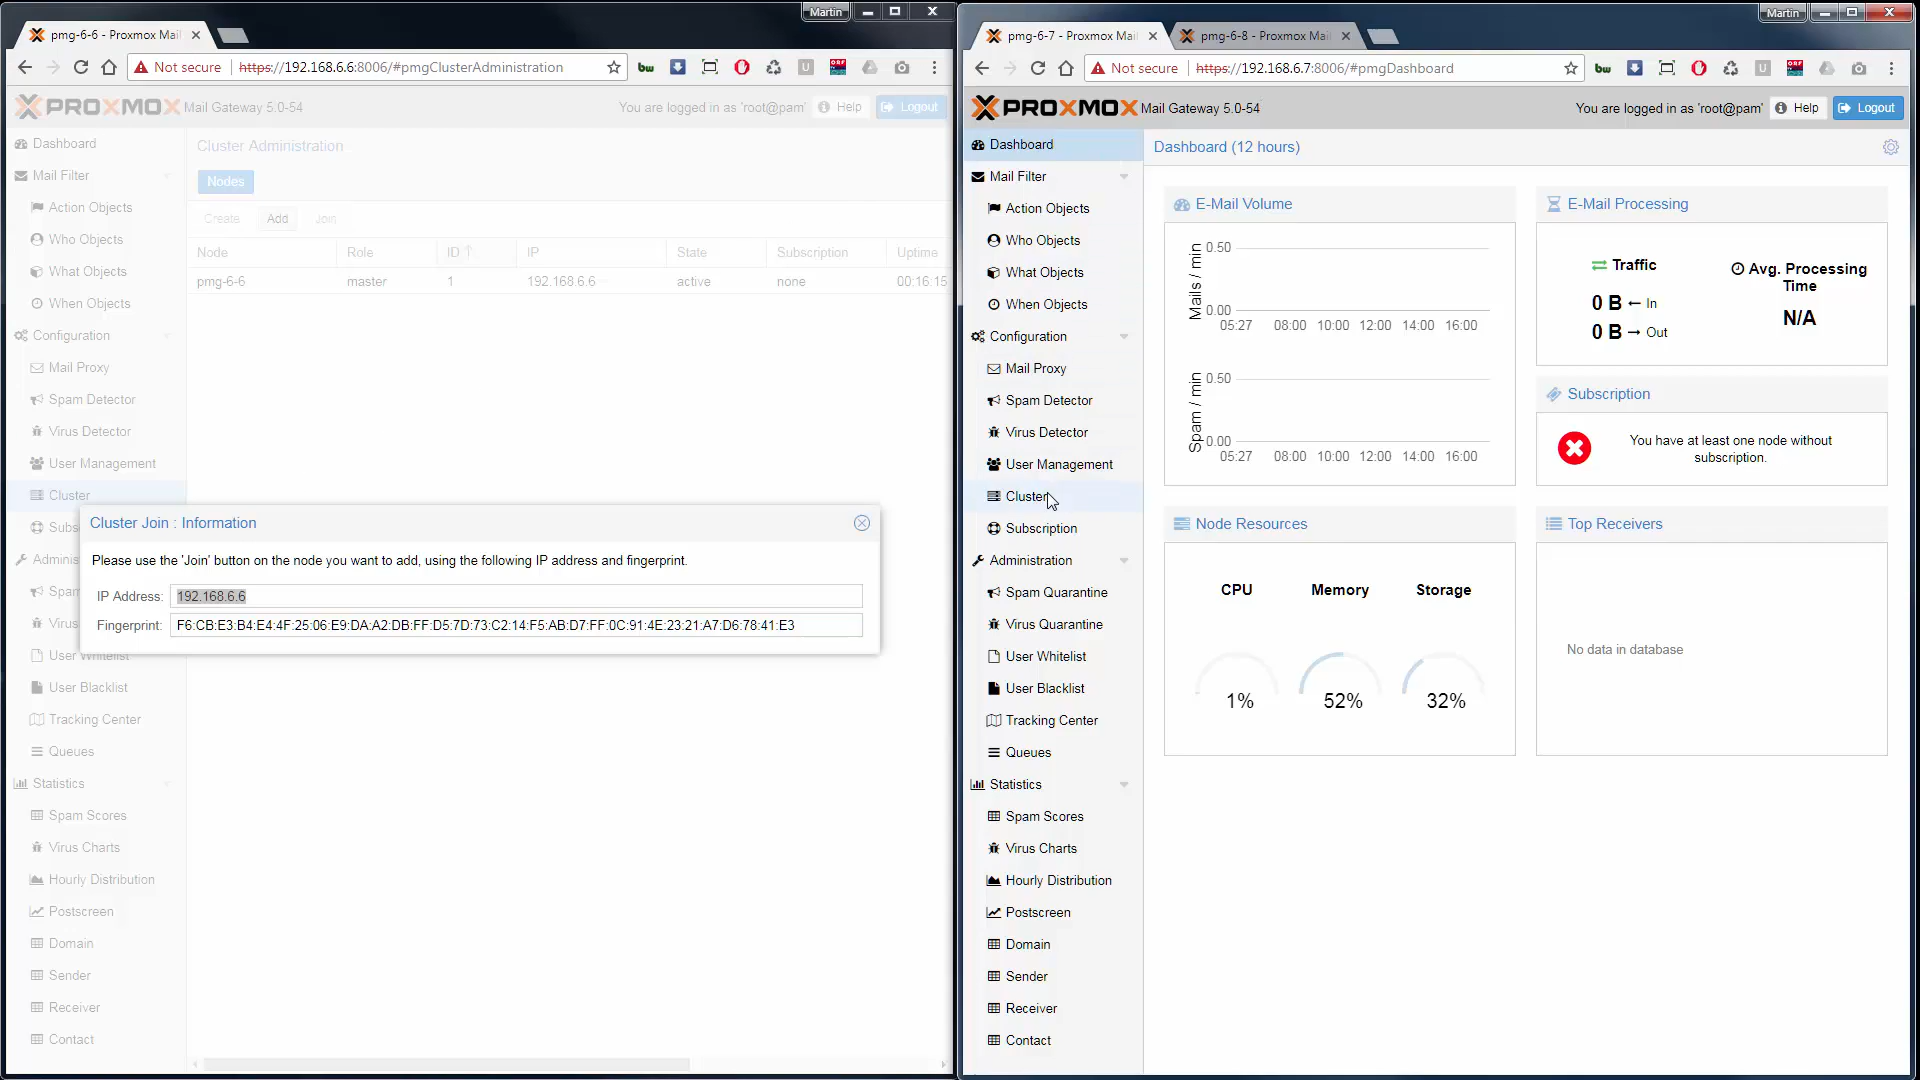 Martin
pmg-6-6 - Proxmox Mail
Not secure https://192.168.6.6:8006/#pmgClusterAdministration
PROXMOX Mail Gateway 5.0-54
You are logged in as 'root@pam' Help Logout
Dashboard
Mail Filter
Action Objects
Who Objects
What Objects
When Objects
Configuration
Mail Proxy
Spam Detector
Virus Detector
User Management
Cluster
Subs
Adminis
Spam
Virus
User Whitelist
User Blacklist
Tracking Center
Queues
Statistics
Spam Scores
Virus Charts
Hourly Distribution
Postscreen
Domain
Sender
Receiver
Contact
Cluster Administration
Nodes
Create Add Join
Node Role ID IP State Subscription Uptime
pmg-6-6 master 1 192.168.6.6 active none 00:16:15
Cluster Join : Information
Please use the 'Join' button on the node you want to add, using the following IP address and fingerprint.
IP Address: 192.168.6.6
Fingerprint: F6:CB:E3:B4:E4:4F:25:06:E9:DA:A2:DB:FF:D5:7D:73:C2:14:F5:AB:D7:FF:0C:91:4E:23:21:A7:D6:78:41:E3
Martin
pmg-6-7 - Proxmox Mail
pmg-6-8 - Proxmox Mail
Not secure https://192.168.6.7:8006/#pmgDashboard
PROXMOX Mail Gateway 5.0-54
You are logged in as 'root@pam' Help Logout
Dashboard
Mail Filter
Action Objects
Who Objects
What Objects
When Objects
Configuration
Mail Proxy
Spam Detector
Virus Detector
User Management
Cluster
Subscription
Administration
Spam Quarantine
Virus Quarantine
User Whitelist
User Blacklist
Tracking Center
Queues
Statistics
Spam Scores
Virus Charts
Hourly Distribution
Postscreen
Domain
Sender
Receiver
Contact
Dashboard (12 hours)
E-Mail Volume
Mails / min
0.50
0.00
05:27 08:00 10:00 12:00 14:00 16:00
Spam / min
0.50
0.00
05:27 08:00 10:00 12:00 14:00 16:00
E-Mail Processing
Traffic
0 B ← In
0 B → Out
Avg. Processing
Time
N/A
Subscription
You have at least one node without
subscription.
Node Resources
CPU Memory Storage
1% 52% 32%
Top Receivers
No data in database